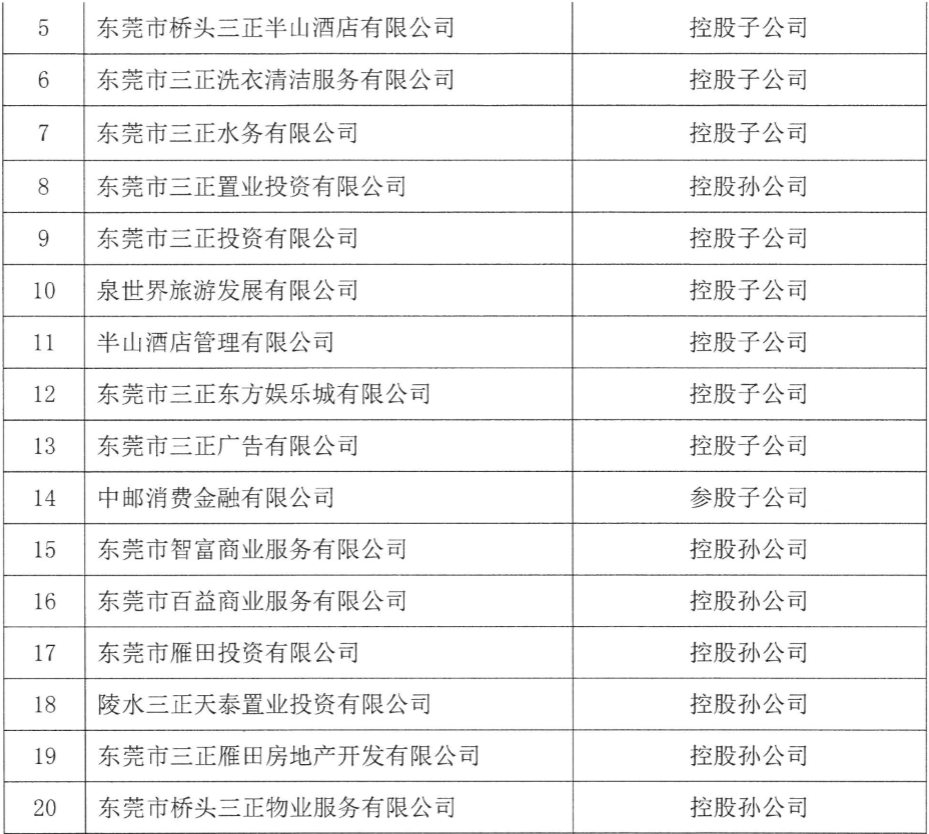 5 东莞市桥头三正半山酒店有限公司 控股子公司
6 东莞市三正洗衣清洁服务有限公司 控股子公司
7 东莞市三正水务有限公司 控股子公司
8 东莞市三正置业投资有限公司 控股孙公司
9 东莞市三正投资有限公司 控股子公司
10 泉世界旅游发展有限公司 控股子公司
11 半山酒店管理有限公司 控股子公司
12 东莞市三正东方娱乐城有限公司 控股子公司
13 东莞市三正广告有限公司 控股子公司
14 中邮消费金融有限公司 参股子公司
15 东莞市智富商业服务有限公司 控股孙公司
16 东莞市百益商业服务有限公司 控股孙公司
17 东莞市雁田投资有限公司 控股孙公司
18 陵水三正天泰置业投资有限公司 控股孙公司
19 东莞市三正雁田房地产开发有限公司 控股孙公司
20 东莞市桥头三正物业服务有限公司 控股孙公司